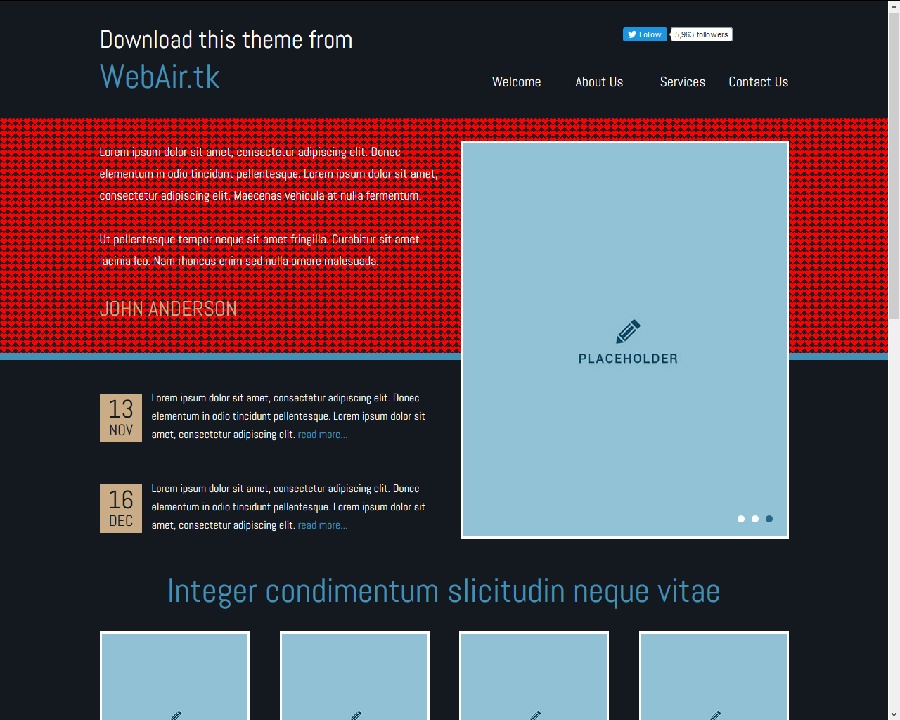 Download this theme from
WebAir.tk
Follow
5,965 followers
Welcome
About Us
Services
Contact Us
Lorem ipsum dolor sit amet, consectetur adipiscing elit. Donec
elementum in odio tincidunt pellentesque. Lorem ipsum dolor sit amet,
consectetur adipiscing elit. Maecenas vehicula at nulla fermentum.
Ut pellentesque tempor neque sit amet fringilla. Curabitur sit amet
lacinia leo. Nam rhoncus enim sed nulla ornare malesuada.
JOHN ANDERSON
PLACEHOLDER
13
NOV
Lorem ipsum dolor sit amet, consectetur adipiscing elit. Donec
elementum in odio tincidunt pellentesque. Lorem ipsum dolor sit
amet, consectetur adipiscing elit. read more...
16
DEC
Lorem ipsum dolor sit amet, consectetur adipiscing elit. Donec
elementum in odio tincidunt pellentesque. Lorem ipsum dolor sit
amet, consectetur adipiscing elit. read more...
Integer condimentum slicitudin neque vitae